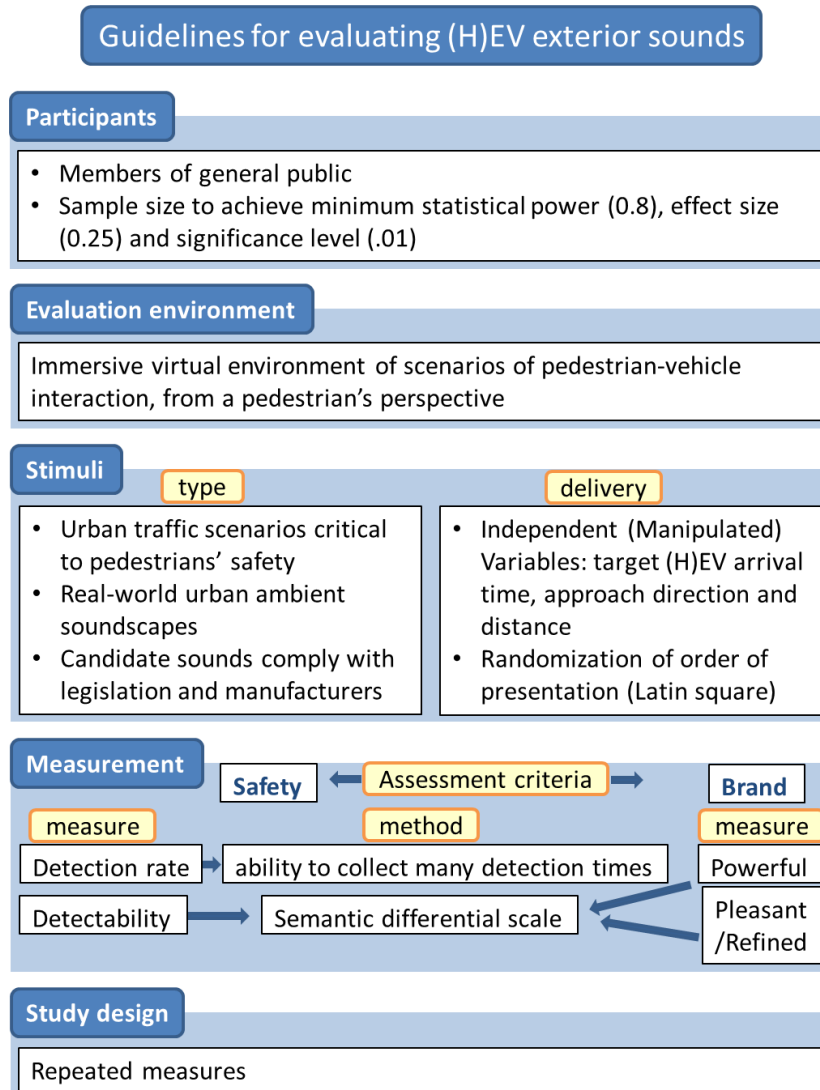 Guidelines for evaluating (H)EV exterior sounds
Participants
• Members of general public
• Sample size to achieve minimum statistical power (0.8), effect size
(0.25) and significance level (.01)
Evaluation environment
Immersive virtual environment of scenarios of pedestrian-vehicle
interaction, from a pedestrian's perspective
Stimuli
type
• Urban traffic scenarios critical
to pedestrians' safety
• Real-world urban ambient
soundscapes
• Candidate sounds comply with
legislation and manufacturers
delivery
• Independent (Manipulated)
Variables: target (H)EV arrival
time, approach direction and
distance
• Randomization of order of
presentation (Latin square)
Measurement
Safety
Assessment criteria
Brand
measure
method
measure
Detection rate
ability to collect many detection times
Powerful
Detectability
Semantic differential scale
Pleasant
/Refined
Study design
Repeated measures